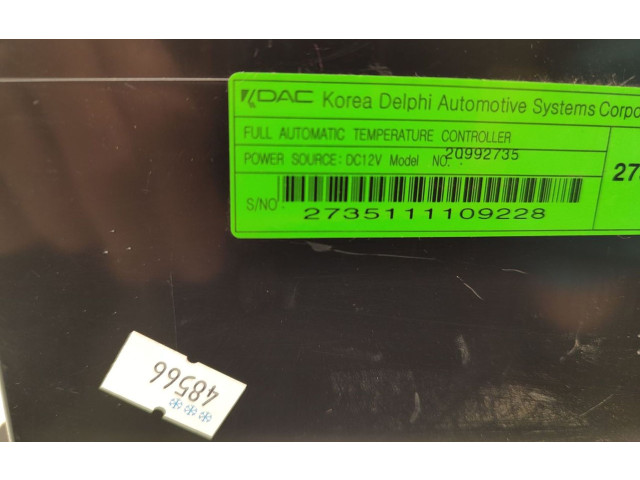 KDAC Korea Delphi Automotive Systems Corpo
FULL AUTOMATIC TEMPERATURE CONTROLLER
POWER SOURCE: DC12V Model NO. : 20992735
27
S/NO
2735111109228
48566